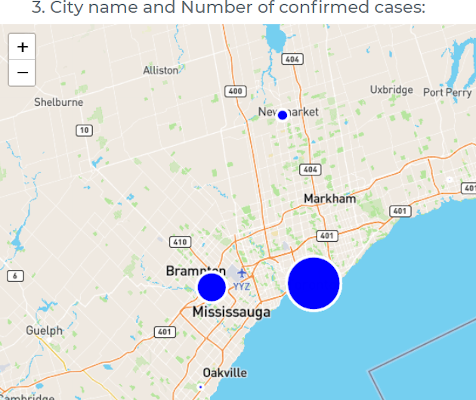 3. City name and Number of confirmed cases:
+
−
404
Alliston
400
Uxbridge
Port Perry
Shelburne
Newmarket
10
404
Markham
401
401
401
410
Brampton
YYZ
6
Mississauga
Guelph
401
Oakville
Cambridge